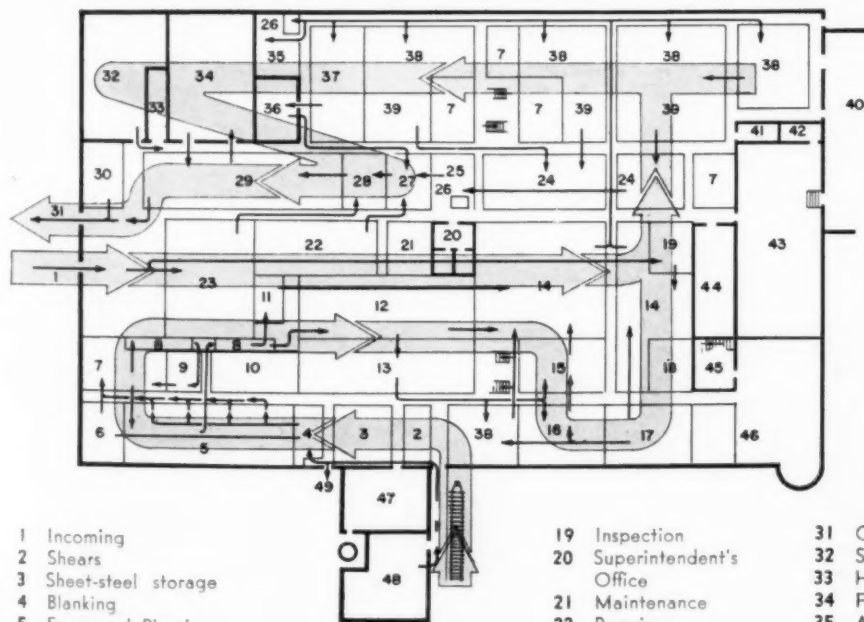 26
35 38 38 38
7 38
32 34 37
33 36 39 7 7 39 39 40
41 42
30 29 28 27 25 24 24 7
26
31
22 21 20 19 43
1 23 11 14 14 44
12
8 8
7 9 10 13 15 18 45
6 5 4 3 2 38 16 17 46
49 47
48
1 Incoming
2 Shears
3 Sheet-steel storage
4 Blanking
5
19 Inspection
20 Superintendent's
Office
21 Maintenance
22
31
32 S
33 H
34
35